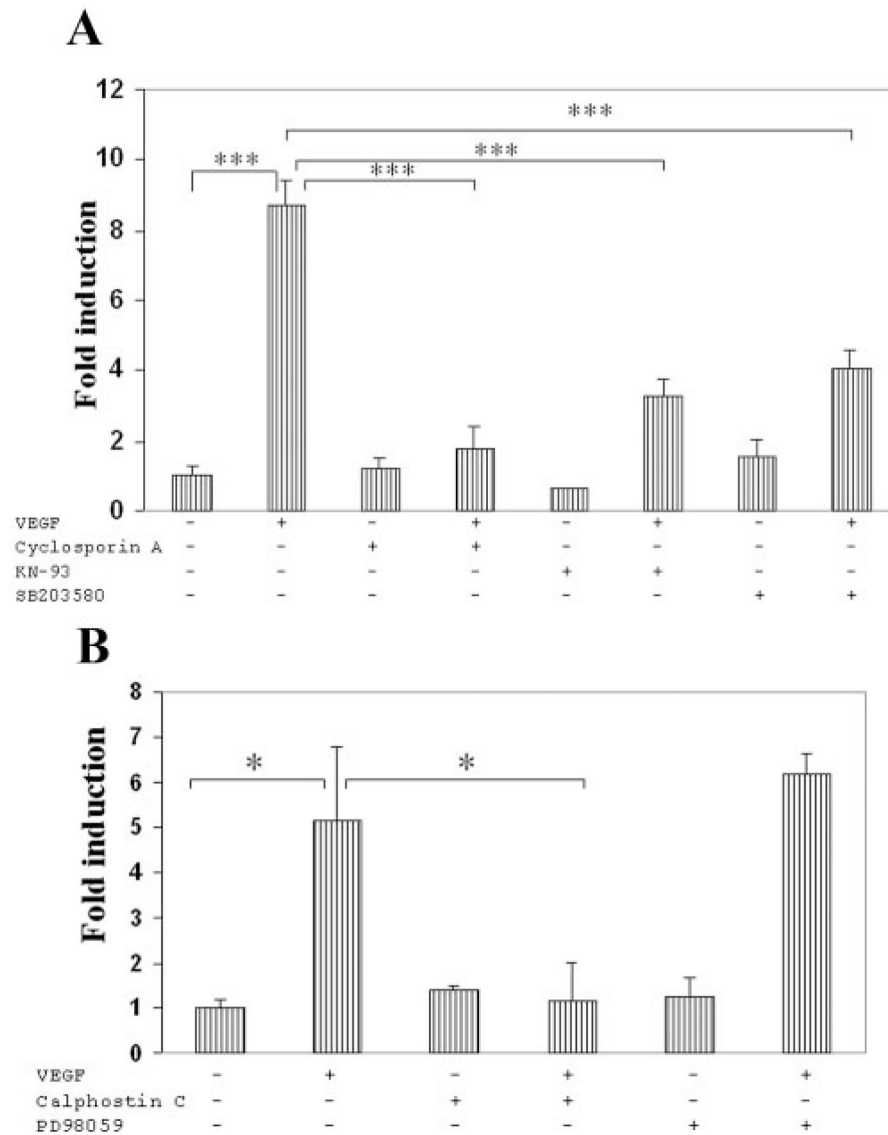 A
12
***
***
10
***
***
8
6
4
2
0
Fold induction
VEGF - + - + - + - +
Cyclosporin A - - + + - - - -
KN-93 - - - - + + - -
SB203580 - - - - - - + +
B
8
7
* *
6
5
4
3
2
1
0
Fold induction
VEGF - + - + - +
Calphostin C - - + + - -
PD98059 - - - - + +